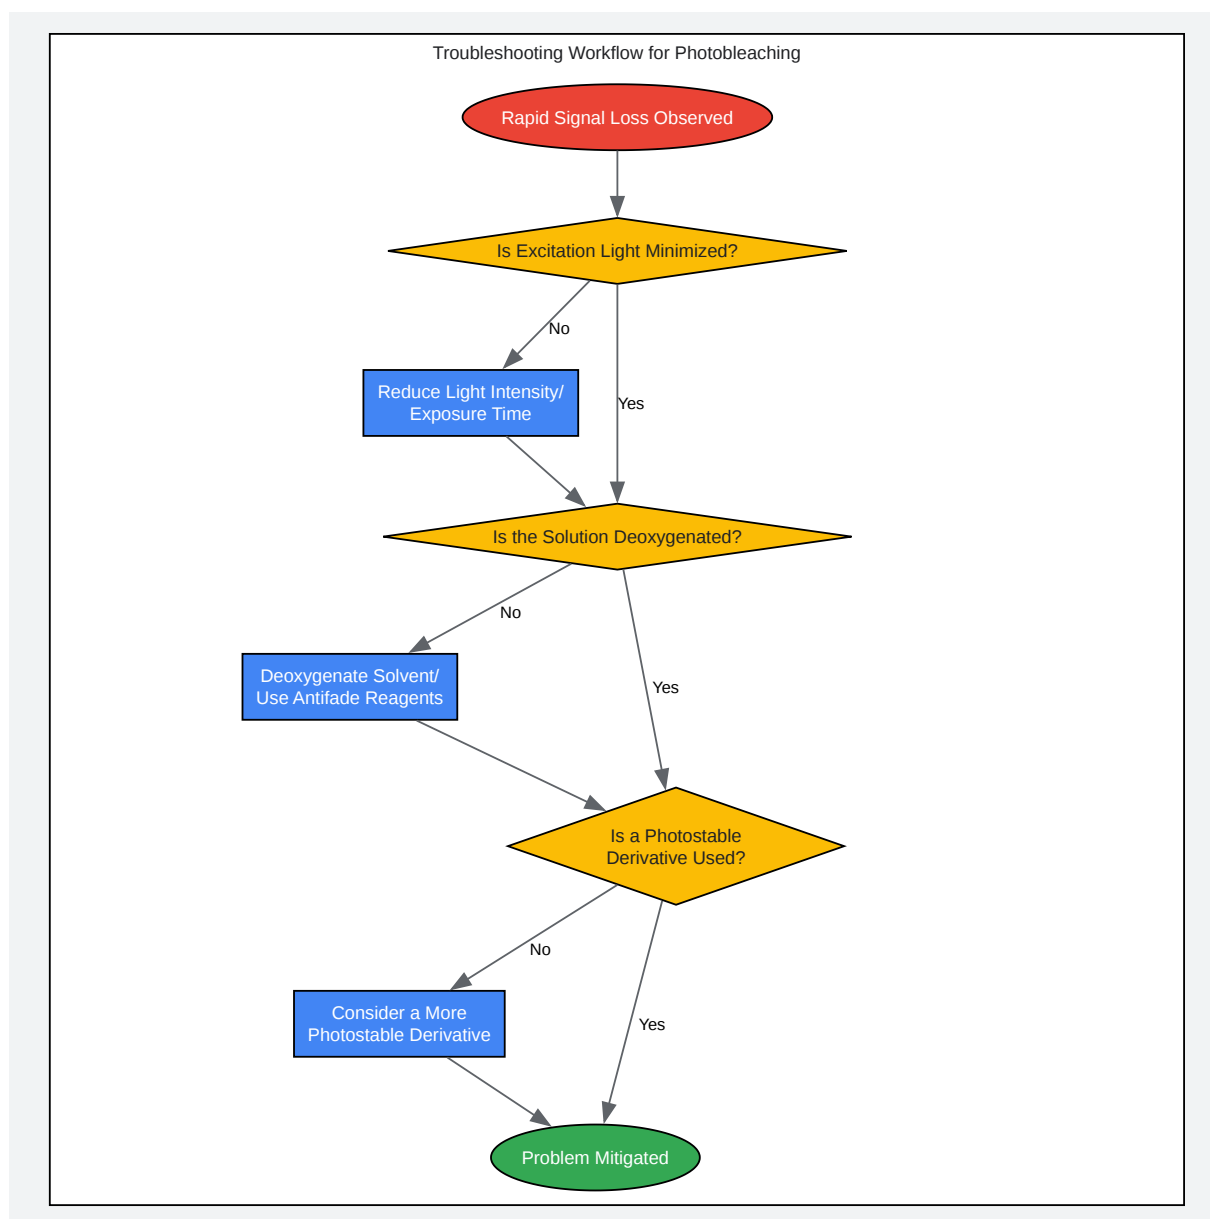 Troubleshooting Workflow for Photobleaching
Rapid Signal Loss Observed
Is Excitation Light Minimized?
No
Reduce Light Intensity/
Exposure Time
Yes
Is the Solution Deoxygenated?
No
Deoxygenate Solvent/
Use Antifade Reagents
Yes
Is a Photostable
Derivative Used?
No
Consider a More
Photostable Derivative
Yes
Problem Mitigated